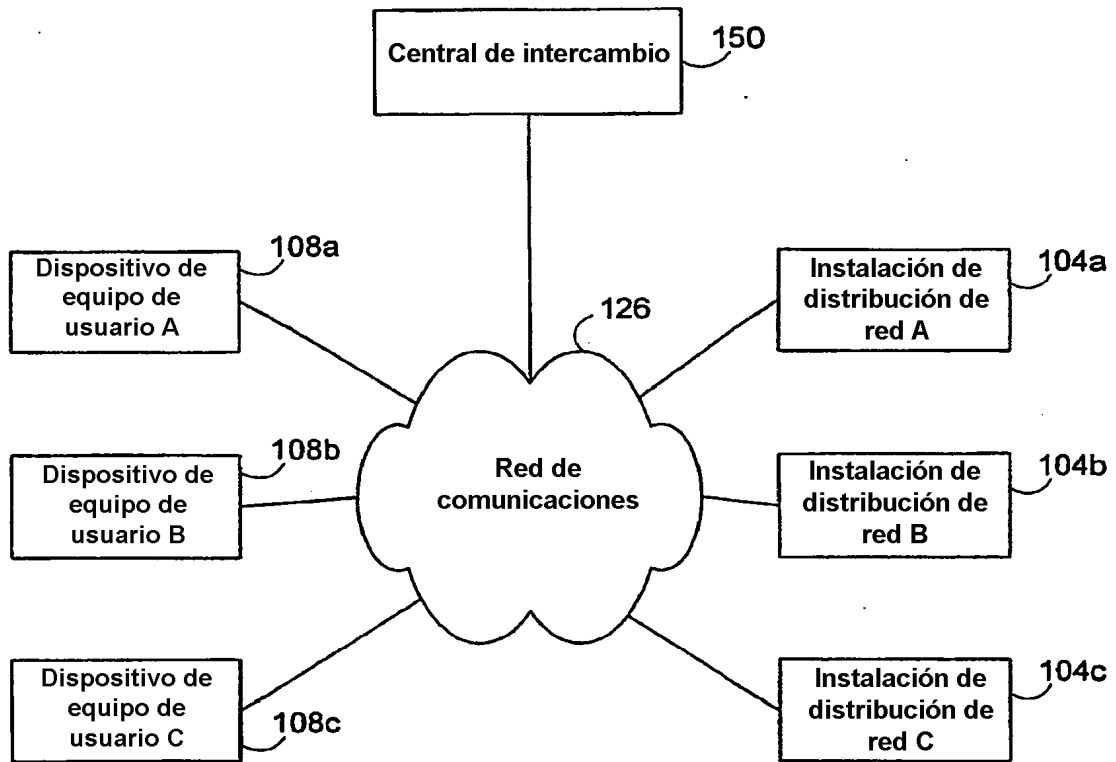 Central de intercambio
150
Dispositivo de
equipo de
usuario A
108a
126
Instalación de
distribución de
red A
104a
Dispositivo de
equipo de
usuario B
108b
Red de
comunicaciones
Instalación de
distribución de
red B
104b
Dispositivo de
equipo de
usuario C
108c
Instalación de
distribución de
red C
104c